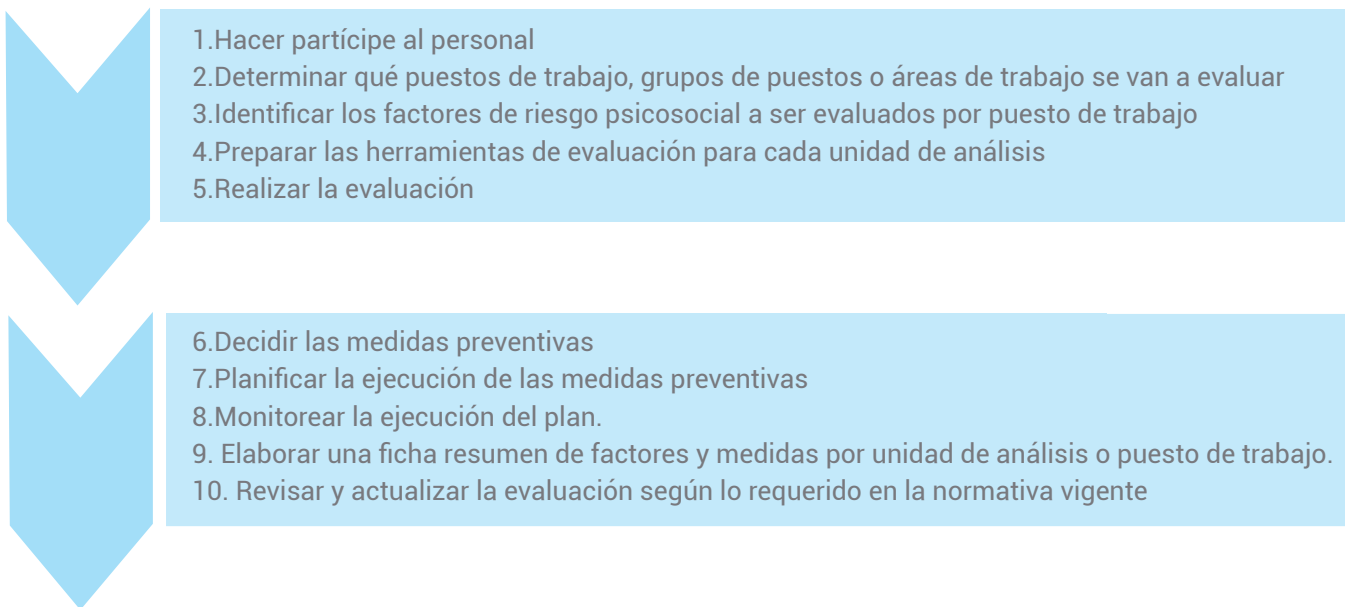 1.Hacer partícipe al personal
2.Determinar qué puestos de trabajo, grupos de puestos o áreas de trabajo se van a evaluar
3.Identificar los factores de riesgo psicosocial a ser evaluados por puesto de trabajo
4.Preparar las herramientas de evaluación para cada unidad de análisis
5.Realizar la evaluación
6.Decidir las medidas preventivas
7.Planificar la ejecución de las medidas preventivas
8.Monitorear la ejecución del plan.
9. Elaborar una ficha resumen de factores y medidas por unidad de análisis o puesto de trabajo.
10. Revisar y actualizar la evaluación según lo requerido en la normativa vigente